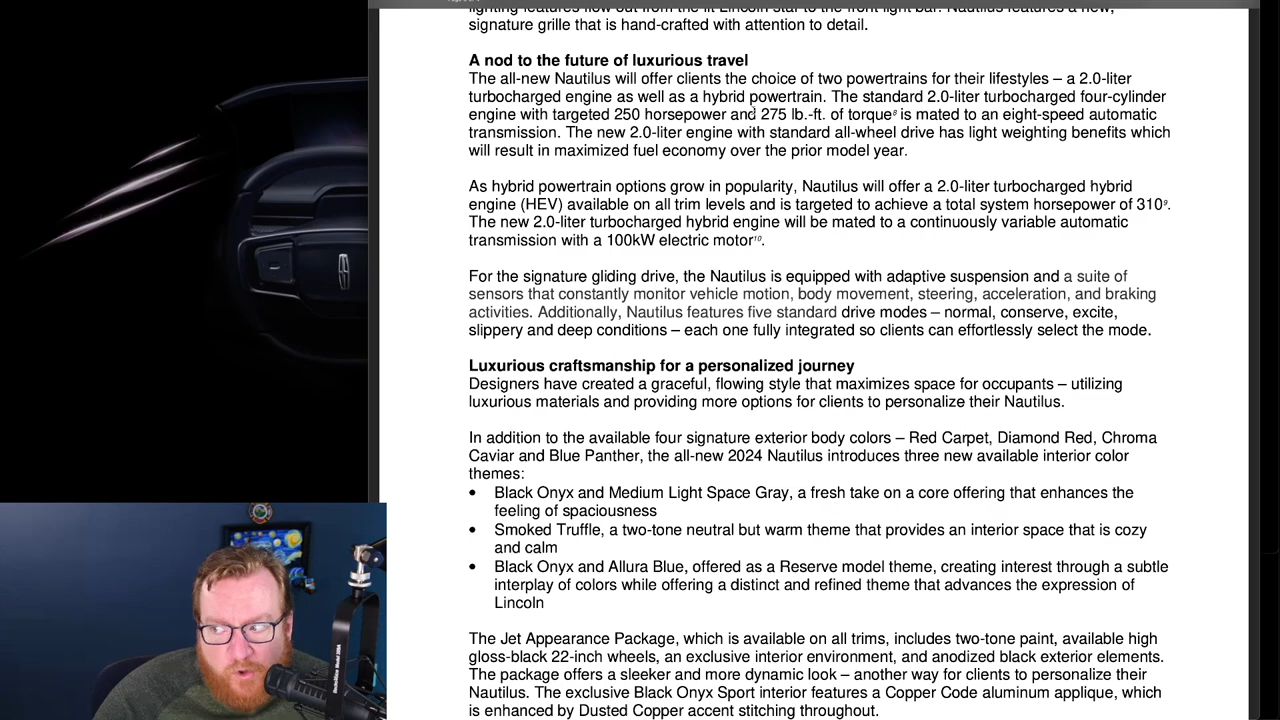 lighting features flow out from the lit Lincoln star to the front light bar. Nautilus features a new,
signature grille that is hand-crafted with attention to detail.
A nod to the future of luxurious travel
The all-new Nautilus will offer clients the choice of two powertrains for their lifestyles – a 2.0-liter
turbocharged engine as well as a hybrid powertrain. The standard 2.0-liter turbocharged four-cylinder
engine with targeted 250 horsepower and 275 lb.-ft. of torque⁸ is mated to an eight-speed automatic
transmission. The new 2.0-liter engine with standard all-wheel drive has light weighting benefits which
will result in maximized fuel economy over the prior model year.
As hybrid powertrain options grow in popularity, Nautilus will offer a 2.0-liter turbocharged hybrid
engine (HEV) available on all trim levels and is targeted to achieve a total system horsepower of 310⁹.
The new 2.0-liter turbocharged hybrid engine will be mated to a continuously variable automatic
transmission with a 100kW electric motor¹⁰.
For the signature gliding drive, the Nautilus is equipped with adaptive suspension and a suite of
sensors that constantly monitor vehicle motion, body movement, steering, acceleration, and braking
activities. Additionally, Nautilus features five standard drive modes – normal, conserve, excite,
slippery and deep conditions – each one fully integrated so clients can effortlessly select the mode.
Luxurious craftsmanship for a personalized journey
Designers have created a graceful, flowing style that maximizes space for occupants – utilizing
luxurious materials and providing more options for clients to personalize their Nautilus.
In addition to the available four signature exterior body colors – Red Carpet, Diamond Red, Chroma
Caviar and Blue Panther, the all-new 2024 Nautilus introduces three new available interior color
themes:
• Black Onyx and Medium Light Space Gray, a fresh take on a core offering that enhances the
feeling of spaciousness
• Smoked Truffle, a two-tone neutral but warm theme that provides an interior space that is cozy
and calm
• Black Onyx and Allura Blue, offered as a Reserve model theme, creating interest through a subtle
interplay of colors while offering a distinct and refined theme that advances the expression of
Lincoln
The Jet Appearance Package, which is available on all trims, includes two-tone paint, available high
gloss-black 22-inch wheels, an exclusive interior environment, and anodized black exterior elements.
The package offers a sleeker and more dynamic look – another way for clients to personalize their
Nautilus. The exclusive Black Onyx Sport interior features a Copper Code aluminum applique, which
is enhanced by Dusted Copper accent stitching throughout.